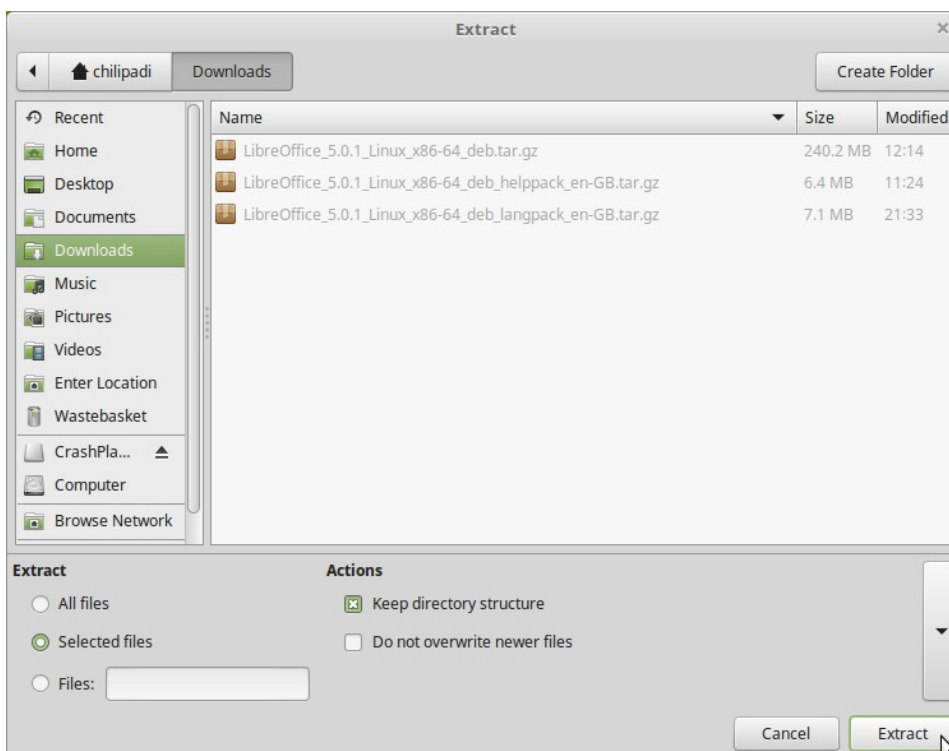 Extract
chilipadi Downloads Create Folder
Recent
Home
Desktop
Documents
Downloads
Music
Pictures
Videos
Enter Location
Wastebasket
CrashPla...
Computer
Browse Network
Name Size Modified
LibreOffice_5.0.1_Linux_x86-64_deb.tar.gz 240.2 MB 12:14
LibreOffice_5.0.1_Linux_x86-64_deb_helppack_en-GB.tar.gz 6.4 MB 11:24
LibreOffice_5.0.1_Linux_x86-64_deb_langpack_en-GB.tar.gz 7.1 MB 21:33
Extract
All files
Selected files
Files:
Actions
Keep directory structure
Do not overwrite newer files
Cancel Extract